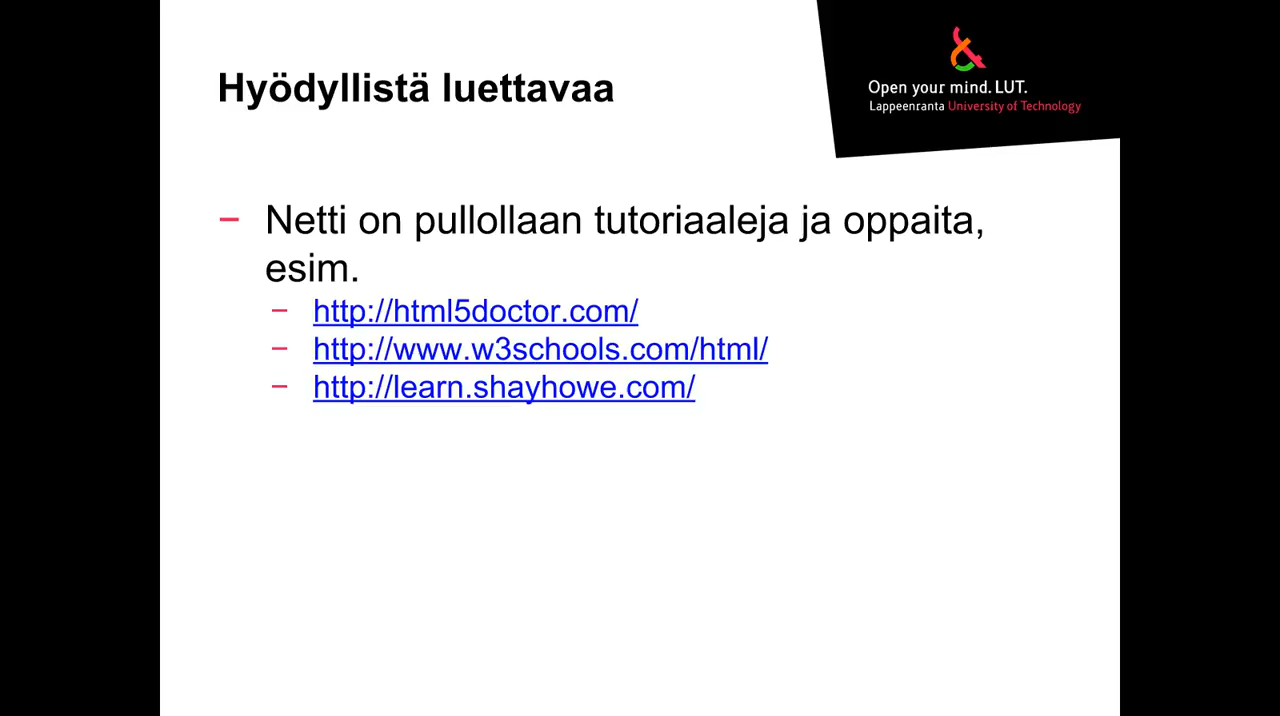 Hyödyllistä luettavaa
Open your mind. LUT.
Lappeenranta University of Technology
– Netti on pullollaan tutoriaaleja ja oppaita,
esim.
– http://html5doctor.com/
– http://www.w3schools.com/html/
– http://learn.shayhowe.com/